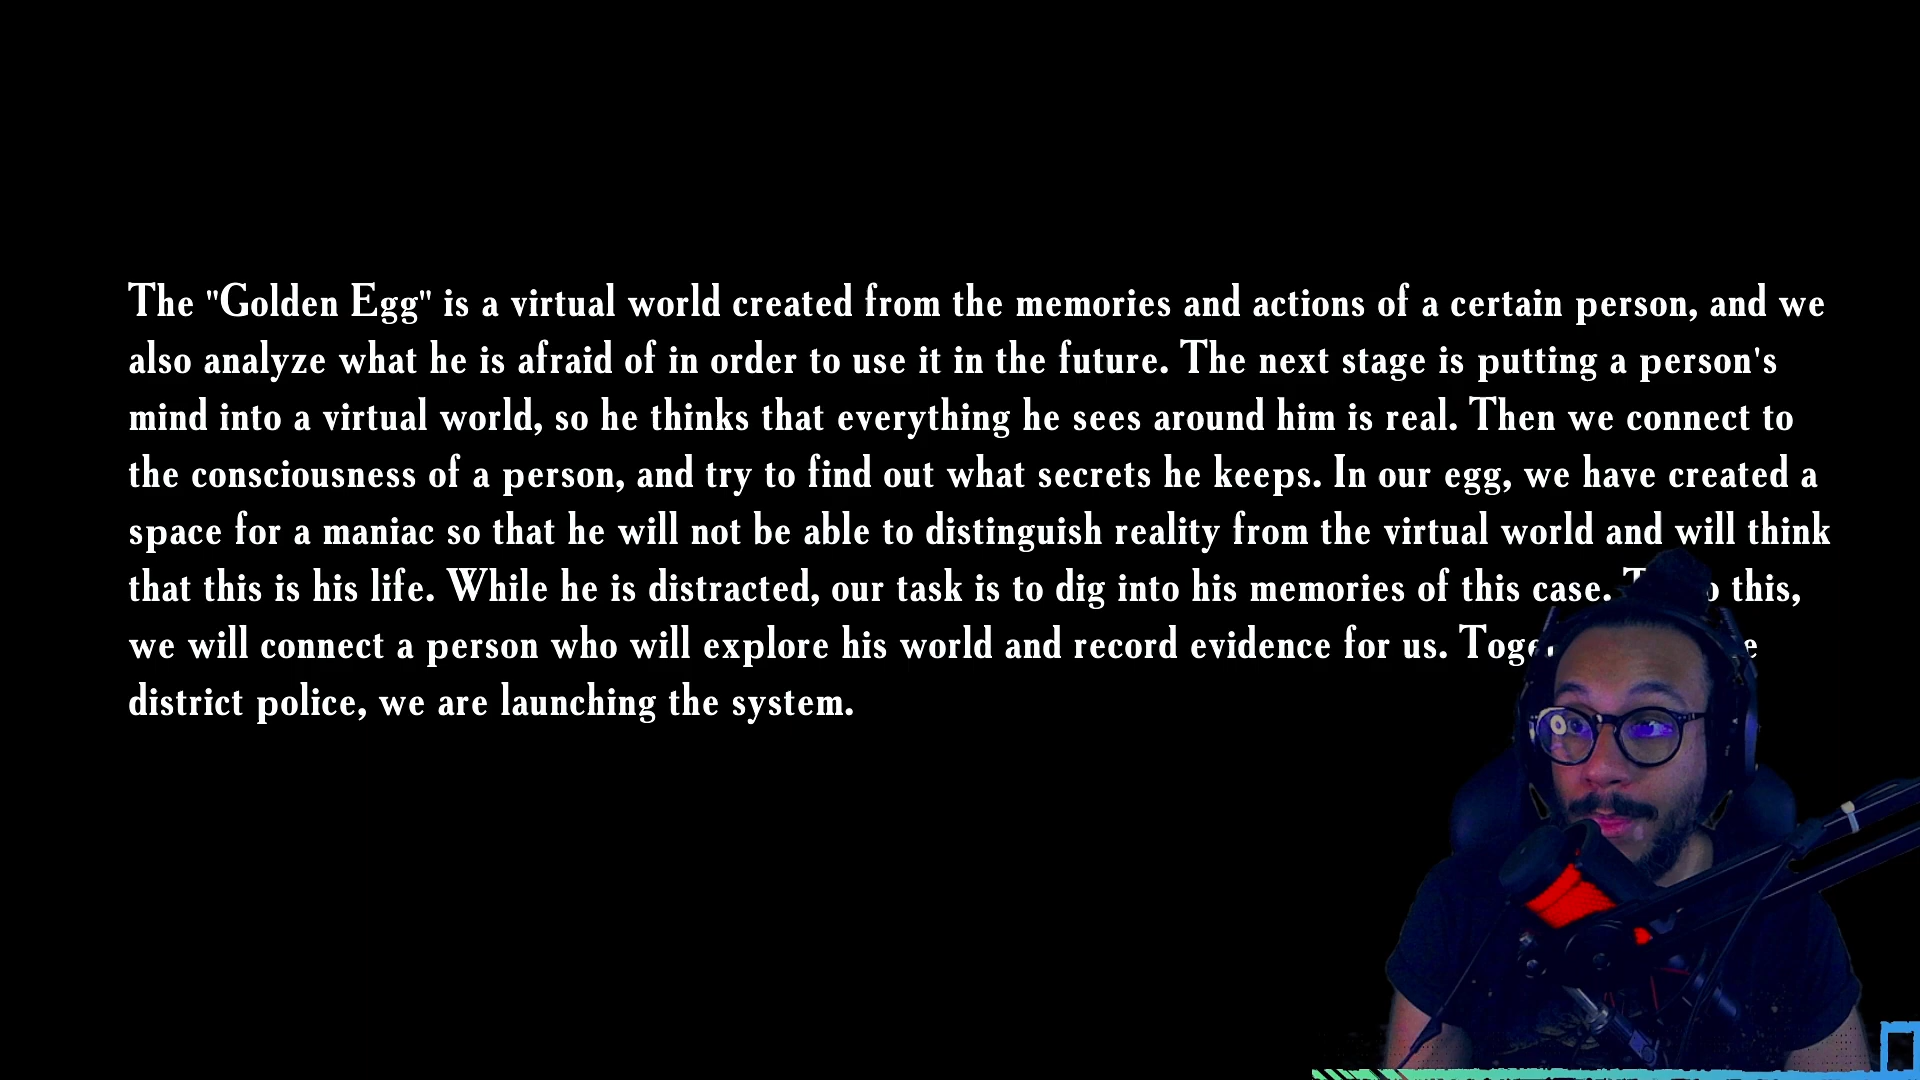 The "Golden Egg" is a virtual world created from the memories and actions of a certain person, and we
also analyze what he is afraid of in order to use it in the future. The next stage is putting a person's
mind into a virtual world, so he thinks that everything he sees around him is real. Then we connect to
the consciousness of a person, and try to find out what secrets he keeps. In our egg, we have created a
space for a maniac so that he will not be able to distinguish reality from the virtual world and will think
that this is his life. While he is distracted, our task is to dig into his memories of this case. this,
we will connect a person who will explore his world and record evidence for us.
district police, we are launching the system.